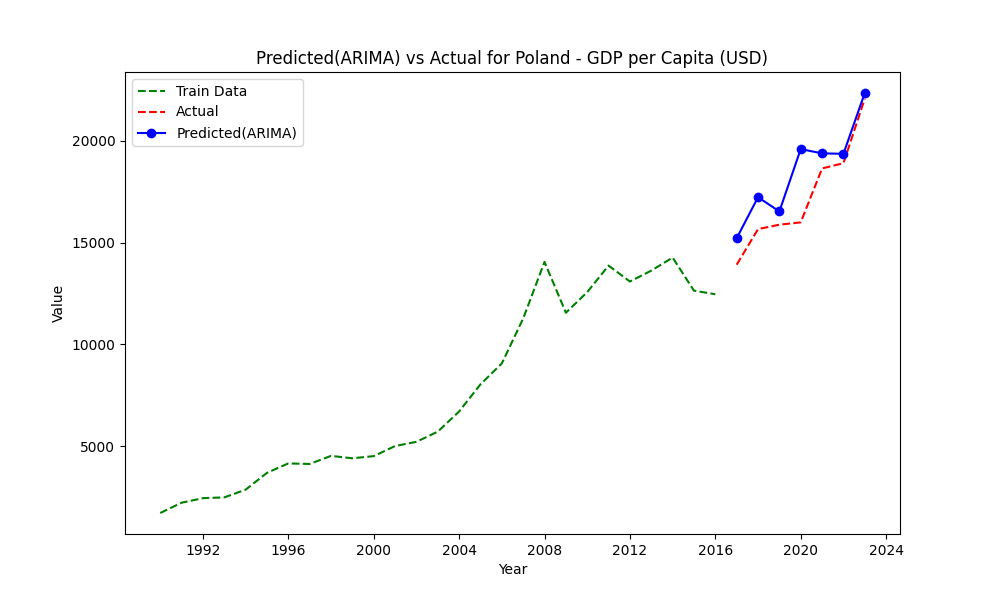 Predicted(ARIMA) vs Actual for Poland - GDP per Capita (USD)
Train Data
Actual
Predicted(ARIMA)
20000
15000
10000
5000
Value
1992 1996 2000 2004 2008 2012 2016 2020 2024
Year